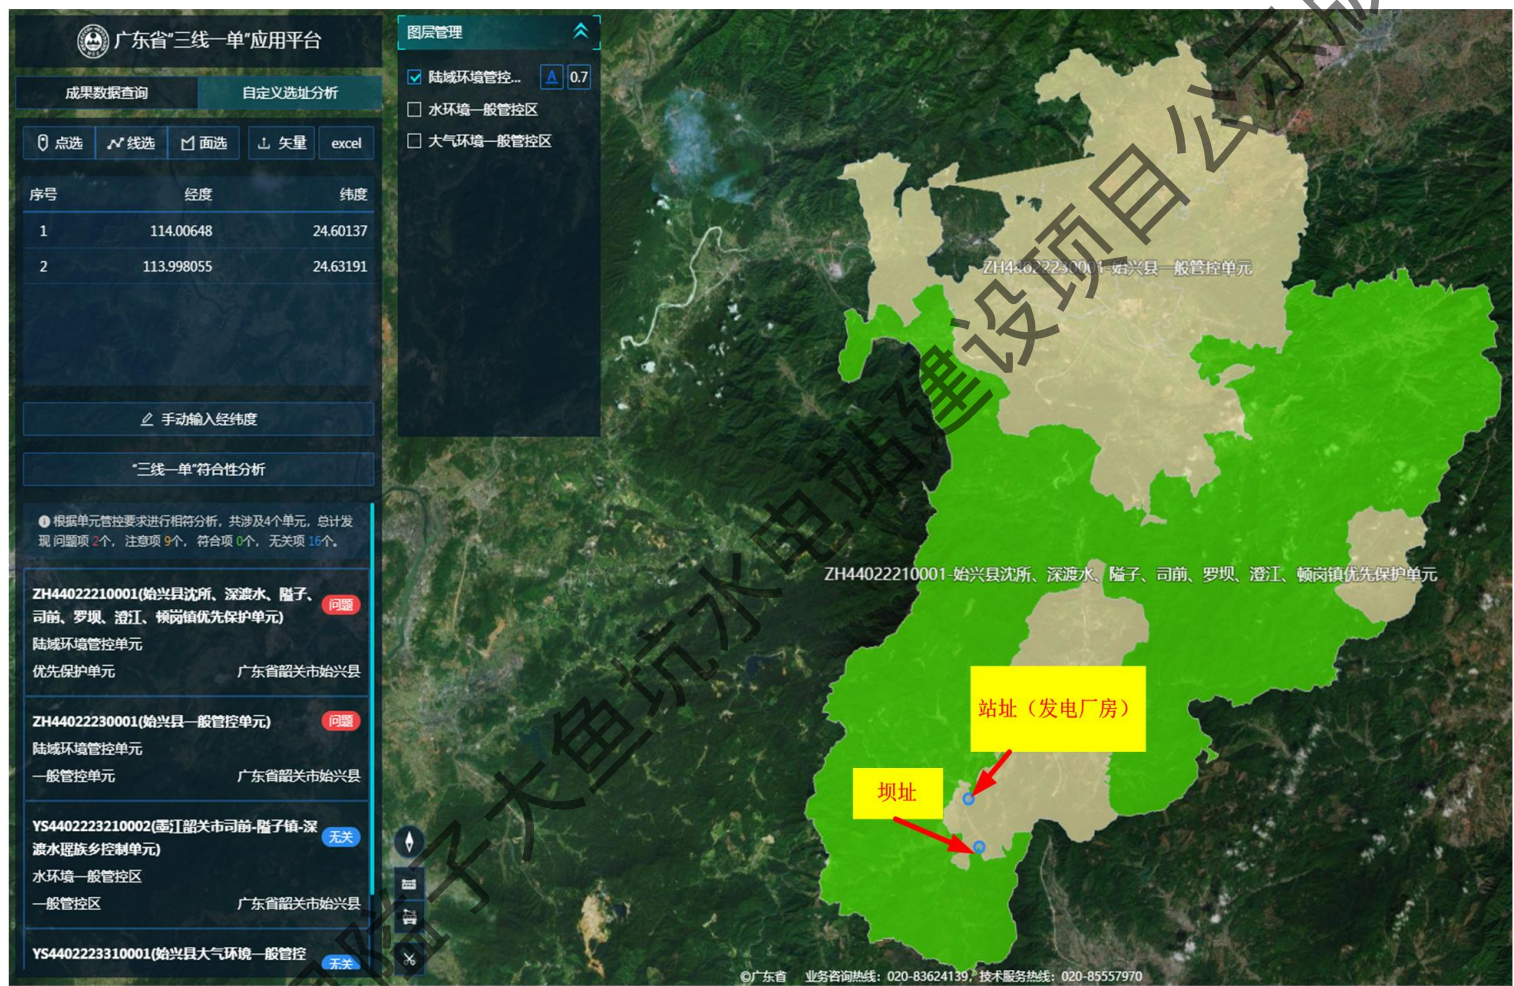 广东省"三线一单"应用平台
成果数据查询
自定义选址分析
点选
线选
面选
矢量
excel
序号 经度 纬度
1 114.00648 24.60137
2 113.998055 24.63191
手动输入经纬度
"三线一单"符合性分析
根据单元管控要求进行相符分析，共涉及4个单元，总计发
现 问题项 2个， 注意项 9个， 符合项 0个， 无关项 16个。
ZH44022210001(始兴县沈所、深渡水、隘子、
司前、罗坝、澄江、顿岗镇优先保护单元)
问题
陆域环境管控单元
优先保护单元 广东省韶关市始兴县
ZH44022230001(始兴县一般管控单元)
问题
陆域环境管控单元
一般管控单元 广东省韶关市始兴县
YS4402223210002(墨江韶关市司前-隘子镇-深
渡水瑶族乡控制单元)
无关
水环境一般管控区
一般管控区 广东省韶关市始兴县
YS4402223310001(始兴县大气环境一般管控
无关
图层管理
陆域环境管控...
A
0.7
水环境一般管控区
大气环境一般管控区
ZH44022230001-始兴县一般管控单元
ZH44022210001-始兴县沈所、深渡水、隘子、司前、罗坝、澄江、顿岗镇优先保护单元
站址（发电厂房）
坝址
隘子大鱼坑水电站建设项目公示版
©广东省 业务咨询热线：020-83624139，技术服务热线：020-85557970